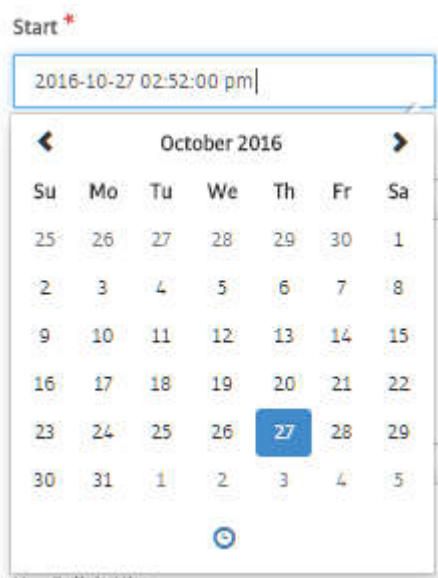 Start *
2016-10-27 02:52:00 pm
October 2016
Su Mo Tu We Th Fr Sa
25 26 27 28 29 30 1
2 3 4 5 6 7 8
9 10 11 12 13 14 15
16 17 18 19 20 21 22
23 24 25 26 27 28 29
30 31 1 2 3 4 5